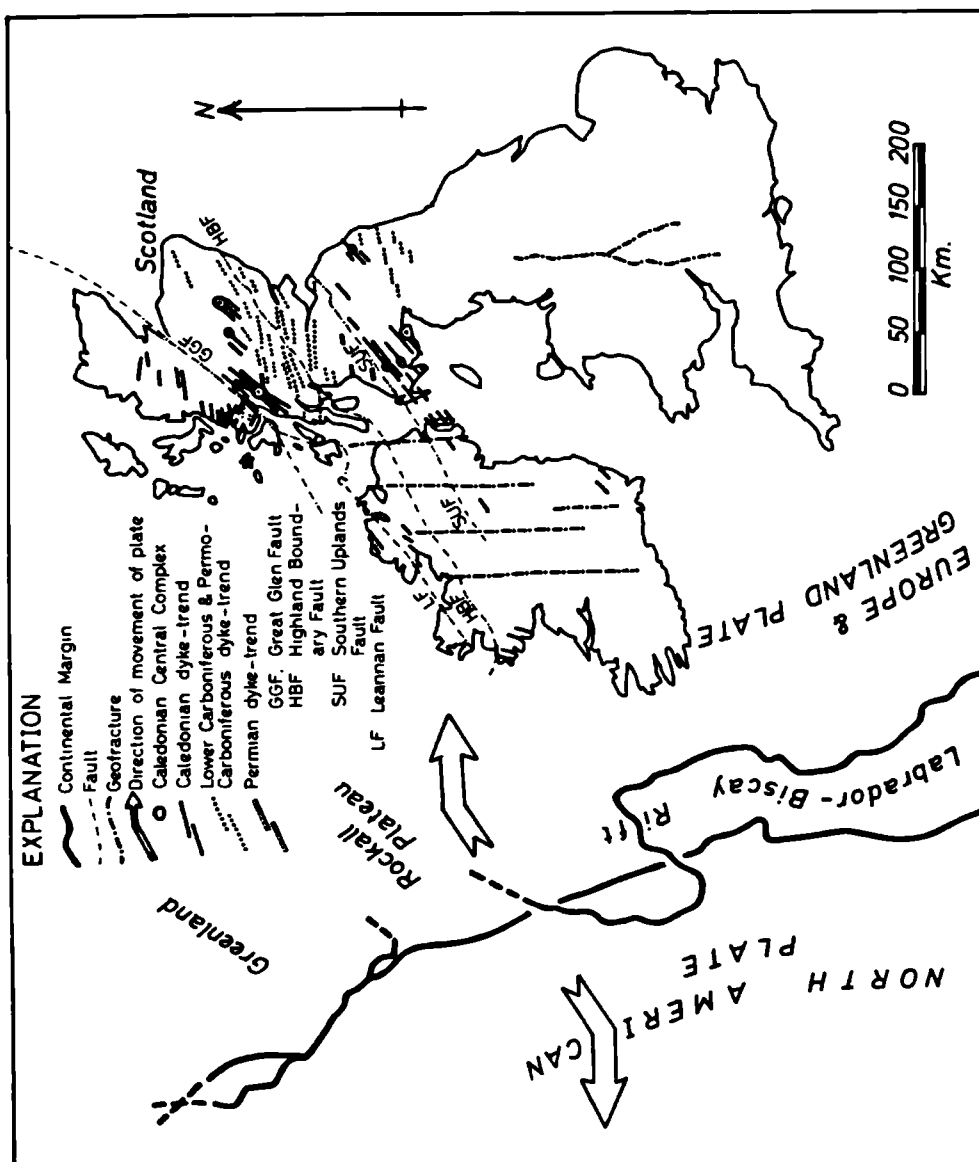 EXPLANATION
Continental Margin
Fault
Geofracture
Direction of movement of plate
Caledonian Central Complex
Caledonian dyke-trend
Lower Carboniferous & Permo-
Carboniferous dyke-trend
Permian dyke-trend
GGF. Great Glen Fault
HBF Highland Bound-
ary Fault
SUF Southern Uplands
Fault
LF Leannan Fault
Scotland
N
GGF
HBF
SUF
LF
HBF
SUF
Greenland
Rockall
Plateau
EUROPE &
GREENLAND PLATE
Labrador-Biscay
Rift
NORTH
AMERI
CAN
PLATE
0 50 100 150 200
Km.